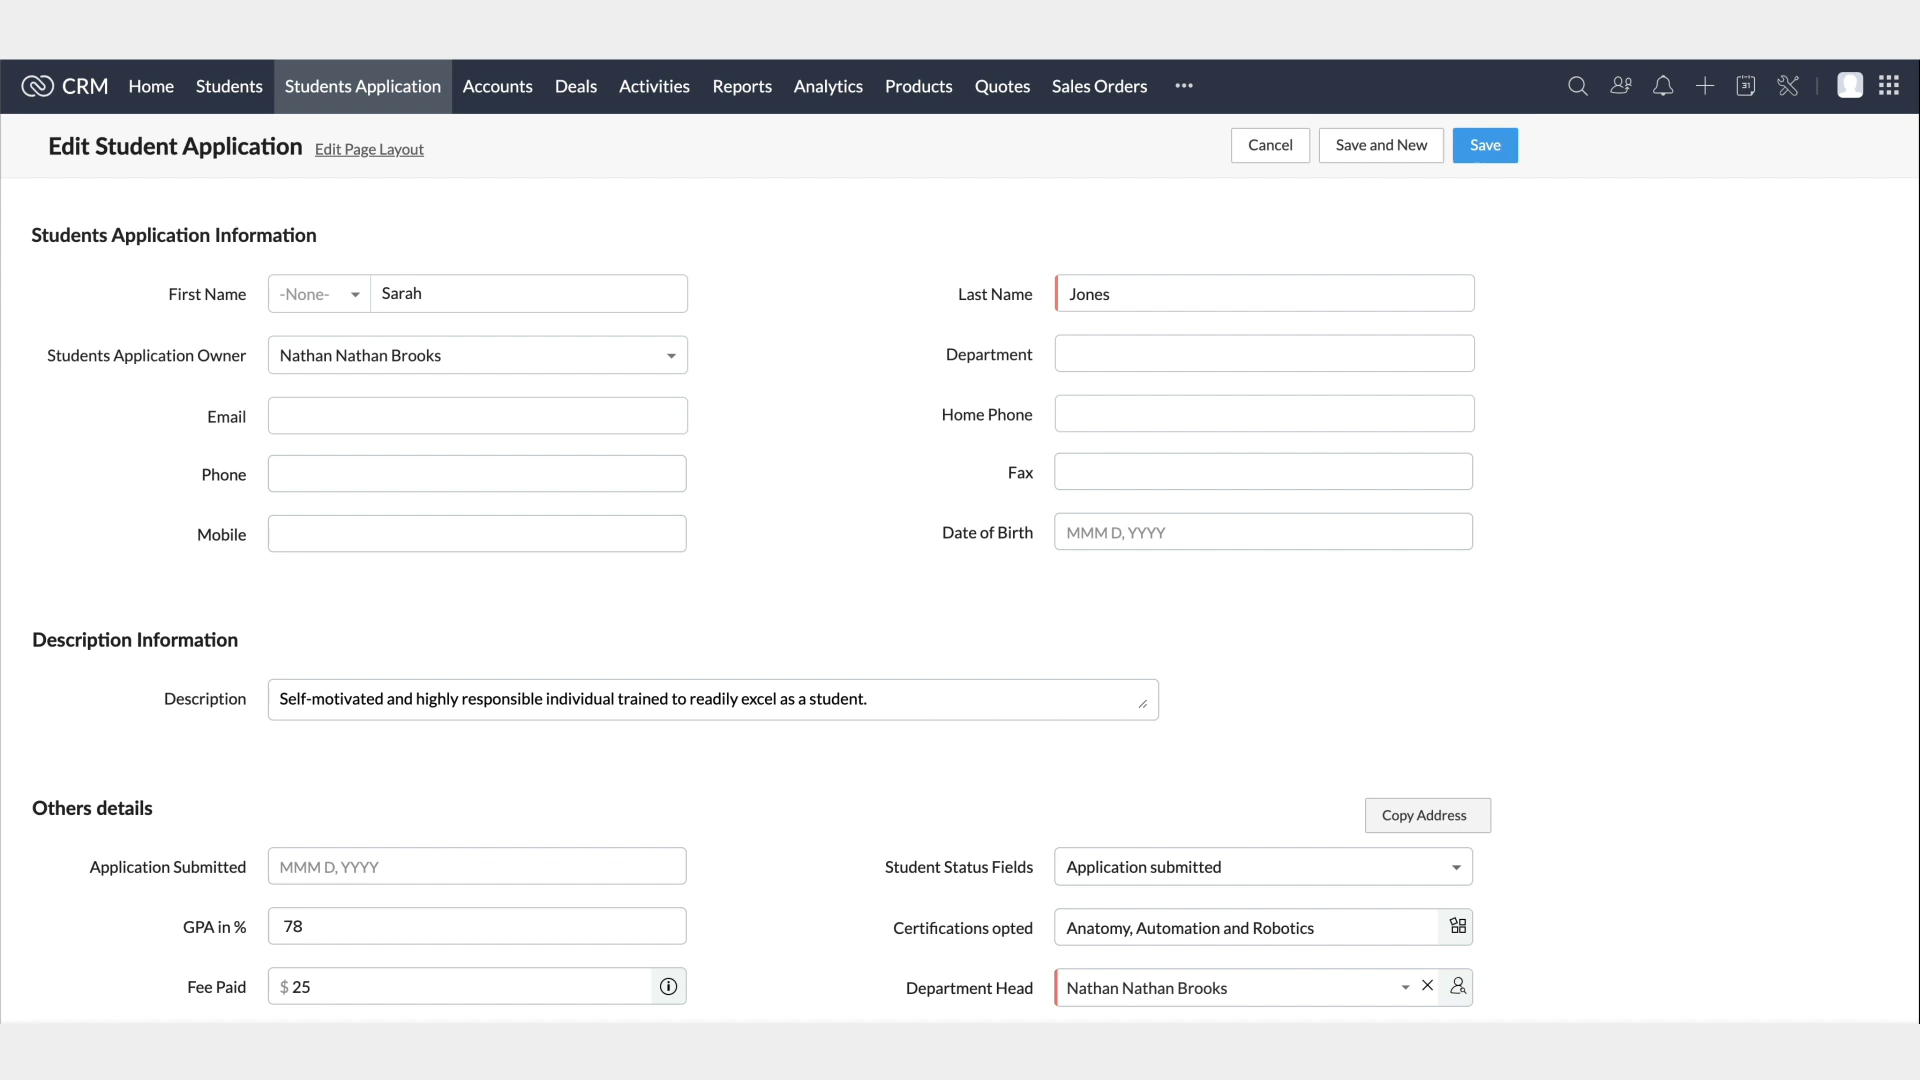 CRM Home Students Students Application Accounts Deals Activities Reports Analytics Products Quotes Sales Orders ••• 31
Edit Student Application Edit Page Layout Cancel Save and New Save
Students Application Information
First Name -None- Sarah Last Name Jones
Students Application Owner Nathan Nathan Brooks Department
Email Home Phone
Phone Fax
Mobile Date of Birth MMM D, YYYY
Description Information
Description Self-motivated and highly responsible individual trained to readily excel as a student.
Others details Copy Address
Application Submitted MMM D, YYYY Student Status Fields Application submitted
GPA in % 78 Certifications opted Anatomy, Automation and Robotics
Fee Paid $ 25 Department Head Nathan Nathan Brooks